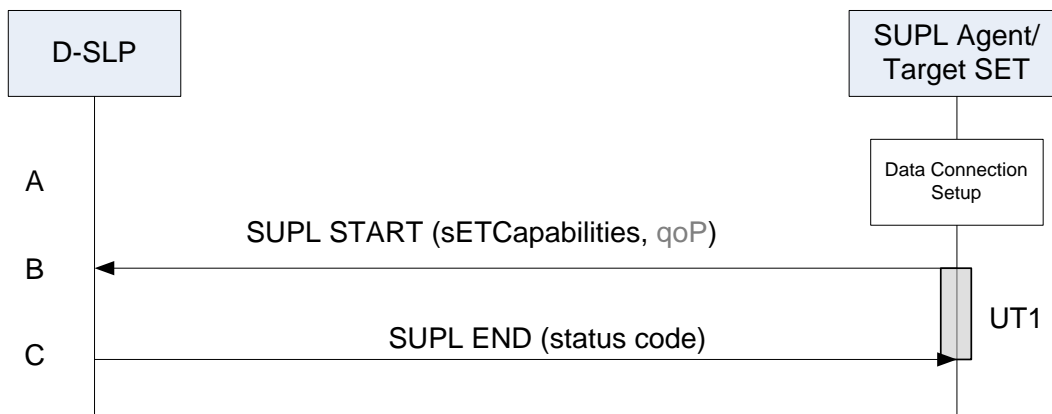 D-SLP
SUPL Agent/
Target SET
A
Data Connection
Setup
SUPL START (sETCapabilities, qoP)
B
UT1
SUPL END (status code)
C